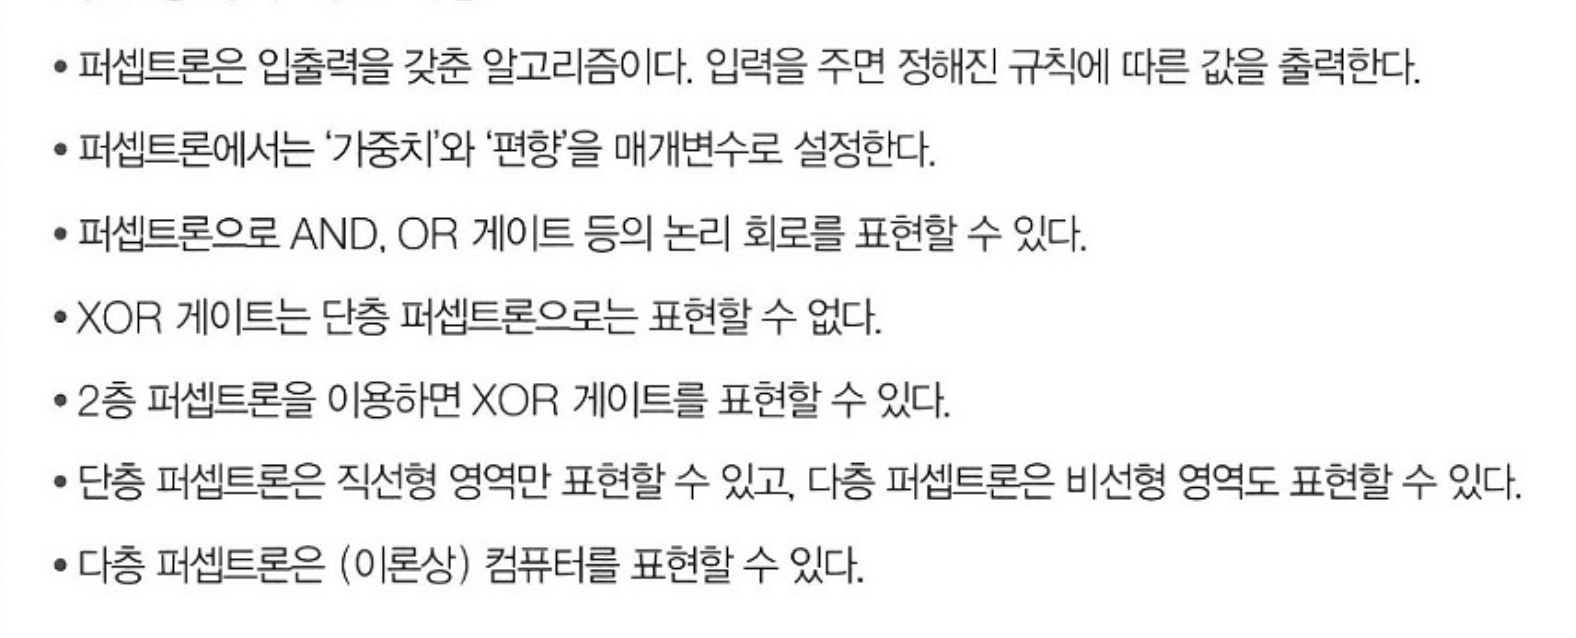 • 퍼셉트론은 입출력을 갖춘 알고리즘이다. 입력을 주면 정해진 규칙에 따른 값을 출력한다.
• 퍼셉트론에서는 ‘가중치’와 ‘편향’을 매개변수로 설정한다.
• 퍼셉트론으로 AND, OR 게이트 등의 논리 회로를 표현할 수 있다.
• XOR 게이트는 단층 퍼셉트론으로는 표현할 수 없다.
• 2층 퍼셉트론을 이용하면 XOR 게이트를 표현할 수 있다.
• 단층 퍼셉트론은 직선형 영역만 표현할 수 있고, 다층 퍼셉트론은 비선형 영역도 표현할 수 있다.
• 다층 퍼셉트론은 (이론상) 컴퓨터를 표현할 수 있다.